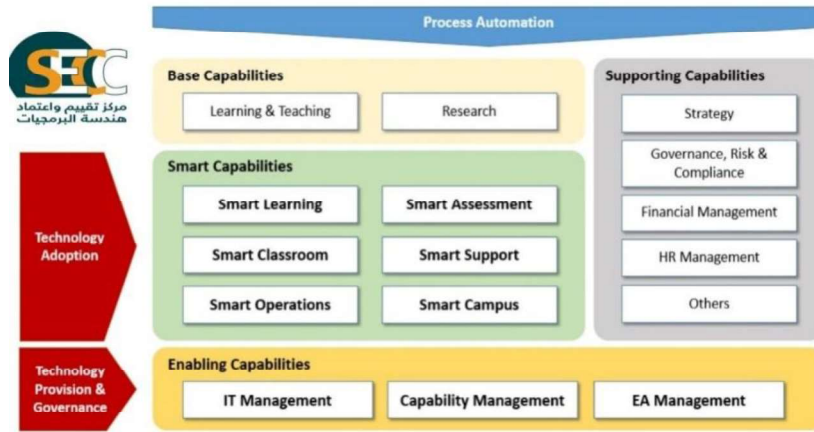 Process Automation
SECC
مركز تقييم واعتماد
هندسة البرمجيات
Base Capabilities
Learning & Teaching
Research
Supporting Capabilities
Strategy
Governance, Risk &
Compliance
Financial Management
HR Management
Others
Technology
Adoption
Smart Capabilities
Smart Learning
Smart Assessment
Smart Classroom
Smart Support
Smart Operations
Smart Campus
Technology
Provision &
Governance
Enabling Capabilities
IT Management
Capability Management
EA Management